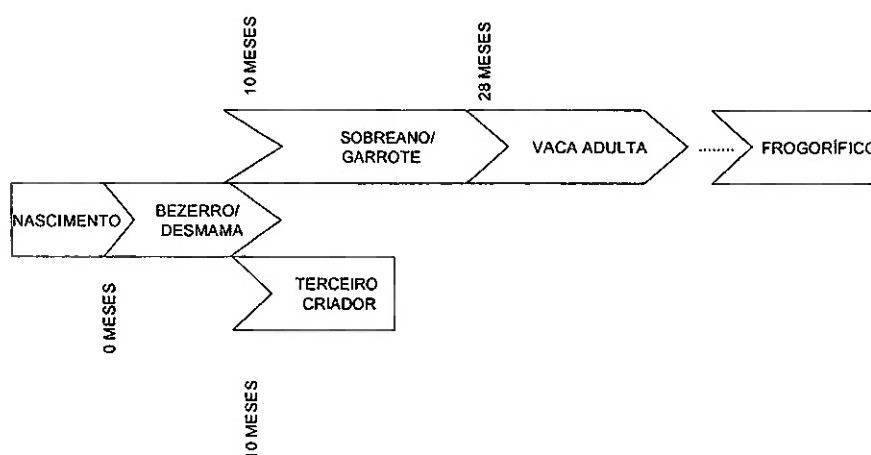 10 MESES
28 MESES
SOBREANO/
GARROTE
VACA ADULTA
........
FROGORÍFICO
NASCIMENTO
BEZERRO/
DESMAMA
TERCEIRO
CRIADOR
0 MESES
10 MESES